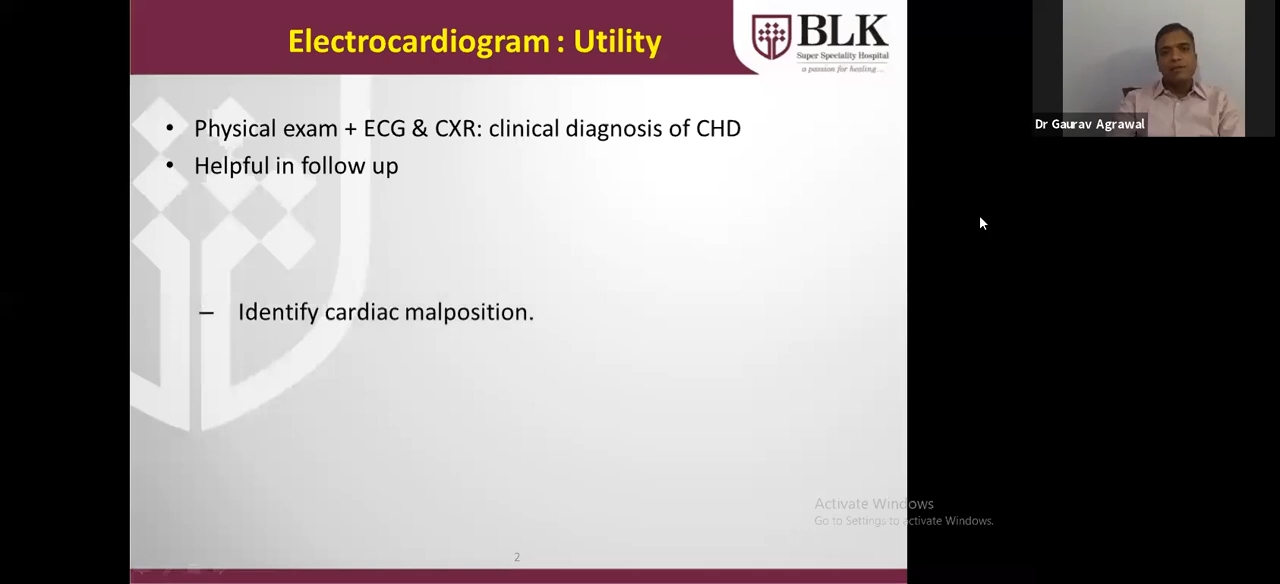 Electrocardiogram : Utility
BLK
Super Speciality Hospital
a passion for healing...
Dr Gaurav Agrawal
• Physical exam + ECG & CXR: clinical diagnosis of CHD
• Helpful in follow up
– Identify cardiac malposition.
Activate Windows
Go to Settings to activate Windows.
2